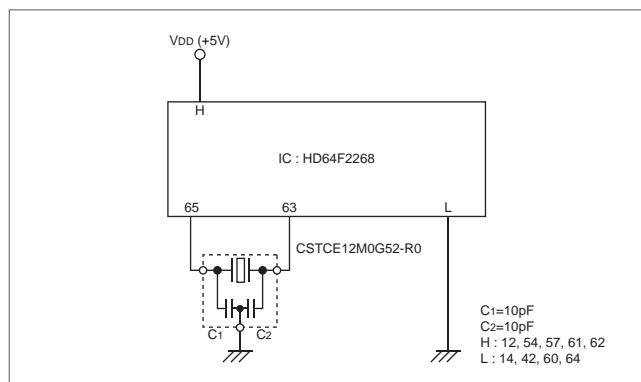 VDD (+5V)
H
IC : HD64F2268
65 63 L
CSTCE12M0G52-R0
C1 C2
C1=10pF
C2=10pF
H : 12, 54, 57, 61, 62
L : 14, 42, 60, 64